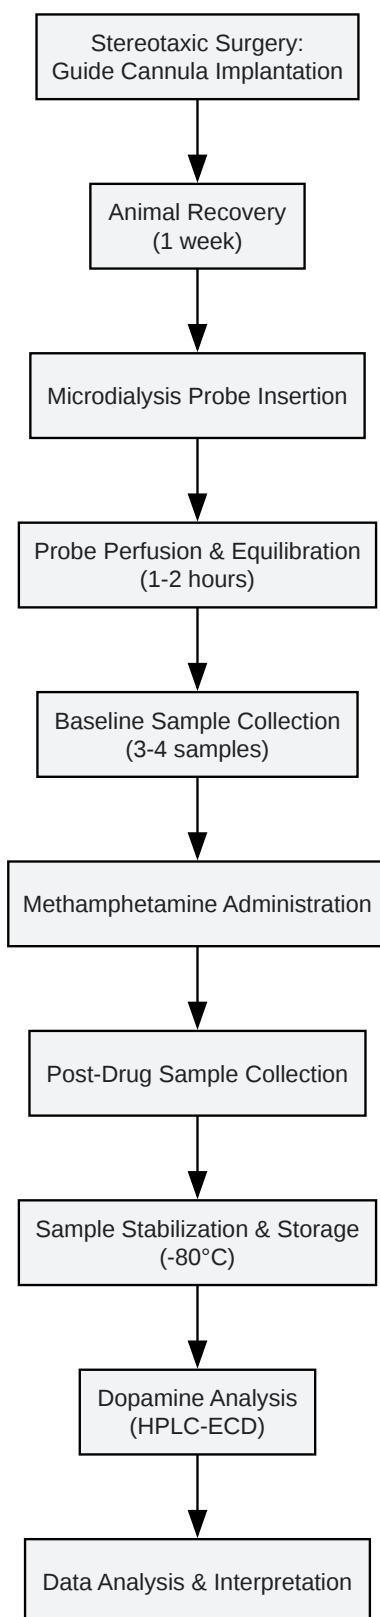 Stereotaxic Surgery:
Guide Cannula Implantation
Animal Recovery
(1 week)
Microdialysis Probe Insertion
Probe Perfusion & Equilibration
(1-2 hours)
Baseline Sample Collection
(3-4 samples)
Methamphetamine Administration
Post-Drug Sample Collection
Sample Stabilization & Storage
(-80°C)
Dopamine Analysis
(HPLC-ECD)
Data Analysis & Interpretation